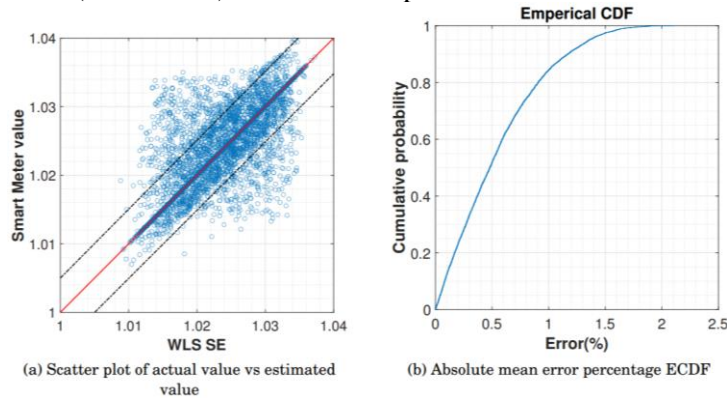 1.04
1.03
1.02
1.01
1
1
1.01
1.02
1.03
1.04
Smart Meter value
WLS SE
(a) Scatter plot of actual value vs estimated
value
Emperical CDF
1
0.8
0.6
0.4
0.2
0
0
0.5
1
1.5
2
2.5
Cumulative probability
Error(%)
(b) Absolute mean error percentage ECDF